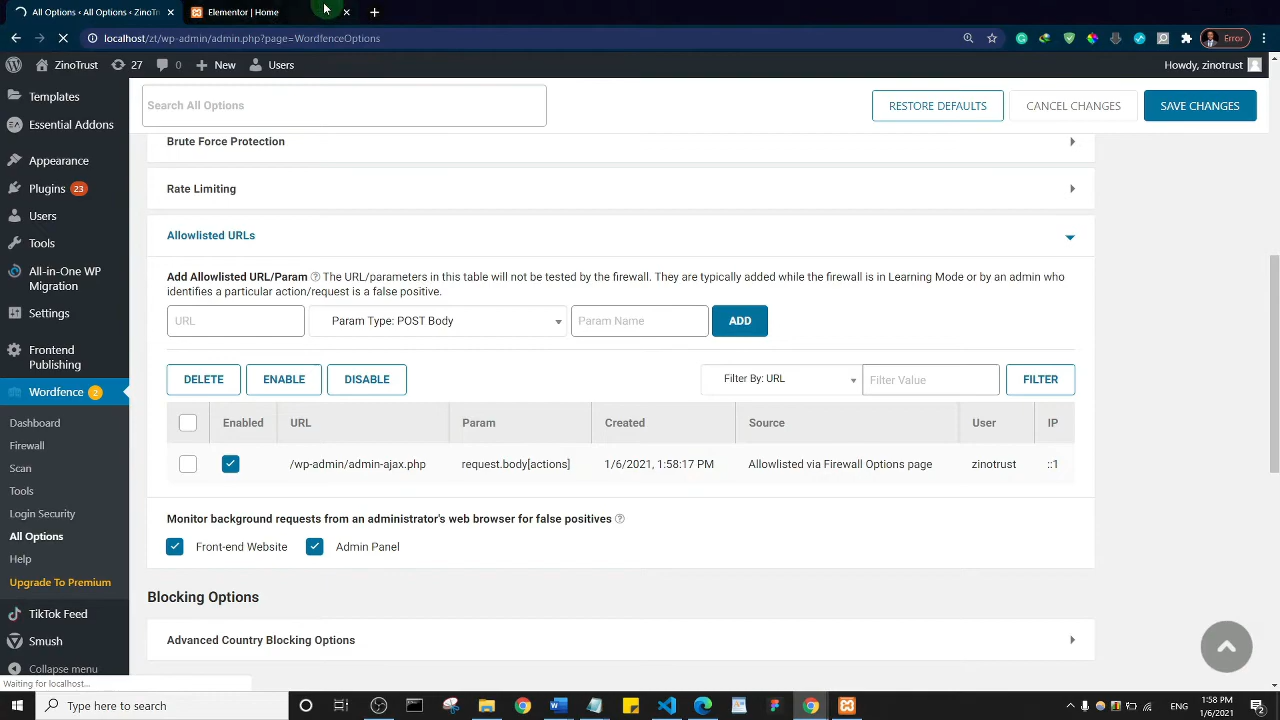 All Options ‹ All Options ‹ ZinoTr
Elementor | Home
localhost/zt/wp-admin/admin.php?page=WordfenceOptions
Error
ZinoTrust
27
0
New
Users
Howdy, zinotrust
Templates
Essential Addons
Appearance
Plugins 23
Users
Tools
All-in-One WP
Migration
Settings
Frontend
Publishing
Wordfence 2
Dashboard
Firewall
Scan
Tools
Login Security
All Options
Help
Upgrade To Premium
TikTok Feed
Smush
Collapse menu
Waiting for localhost...
Search All Options
RESTORE DEFAULTS
CANCEL CHANGES
SAVE CHANGES
Brute Force Protection
Rate Limiting
Allowlisted URLs
Add Allowlisted URL/Param The URL/parameters in this table will not be tested by the firewall. They are typically added while the firewall is in Learning Mode or by an admin who
identifies a particular action/request is a false positive.
URL
Param Type: POST Body
Param Name
ADD
DELETE
ENABLE
DISABLE
Filter By: URL
Filter Value
FILTER
Enabled URL Param Created Source User IP
/wp-admin/admin-ajax.php request.body[actions] 1/6/2021, 1:58:17 PM Allowlisted via Firewall Options page zinotrust ::1
Monitor background requests from an administrator's web browser for false positives
Front-end Website Admin Panel
Blocking Options
Advanced Country Blocking Options
Type here to search
1:58 PM
1/6/2021
2